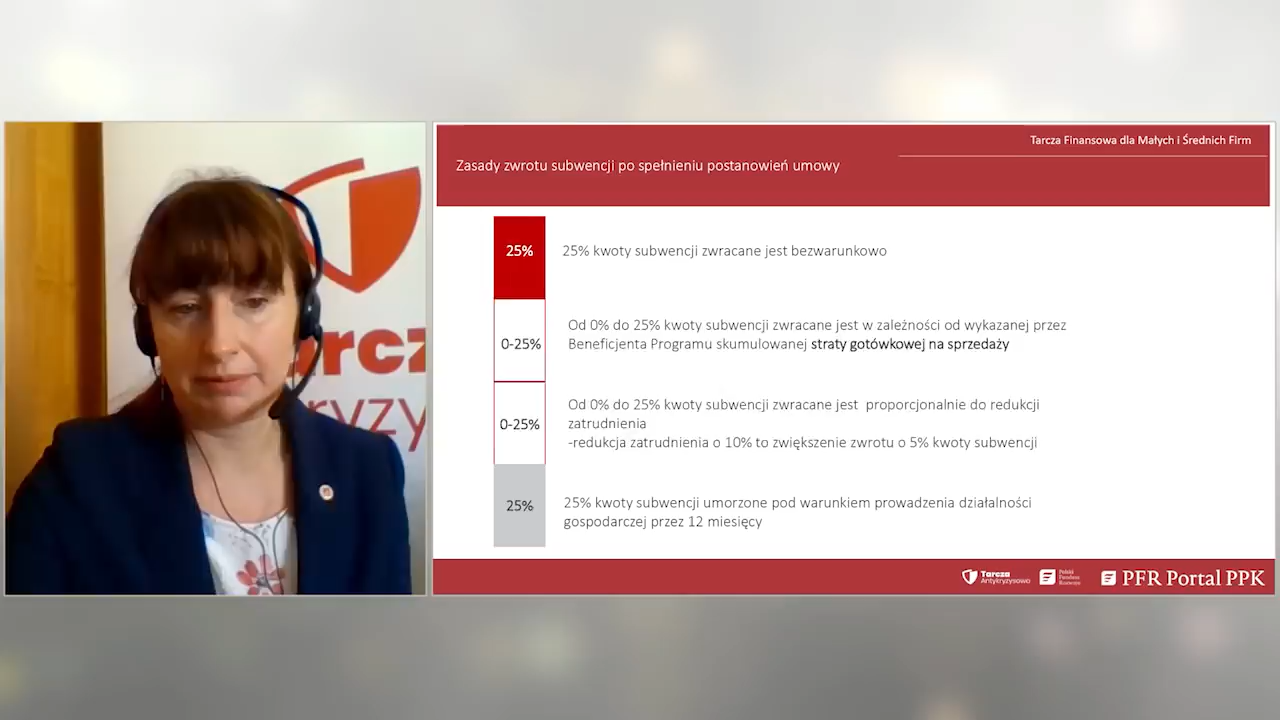 Tarcza
Antykryzysowa
Tarcza Finansowa dla Małych i Średnich Firm
Zasady zwrotu subwencji po spełnieniu postanowień umowy
25%
25% kwoty subwencji zwracane jest bezwarunkowo
0-25%
Od 0% do 25% kwoty subwencji zwracane jest w zależności od wykazanej przez
Beneficjenta Programu skumulowanej straty gotówkowej na sprzedaży
0-25%
Od 0% do 25% kwoty subwencji zwracane jest proporcjonalnie do redukcji
zatrudnienia
-redukcja zatrudnienia o 10% to zwiększenie zwrotu o 5% kwoty subwencji
25%
25% kwoty subwencji umorzone pod warunkiem prowadzenia działalności
gospodarczej przez 12 miesięcy
Polski
Fundusz
Rozwoju
PFR Portal PPK